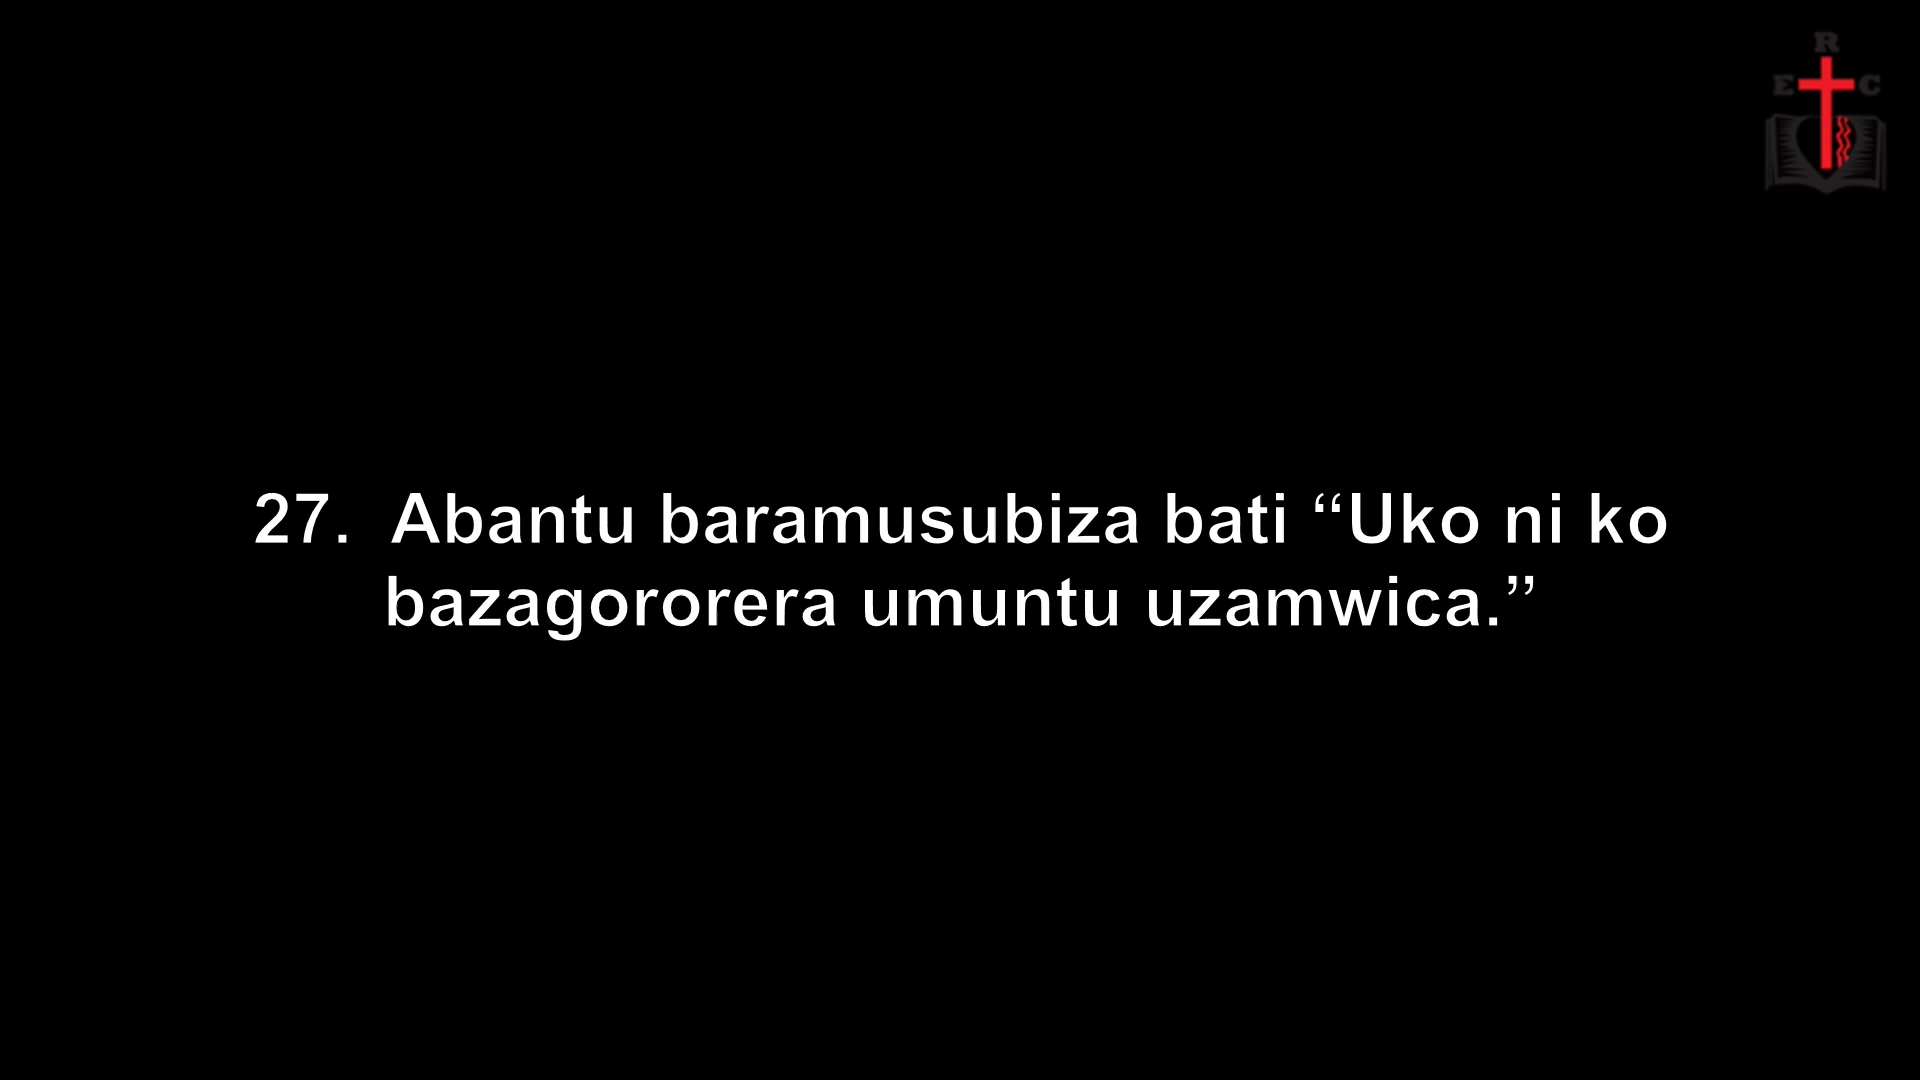 R
E C
27. Abantu baramusubiza bati “Uko ni ko
bazagororera umuntu uzamwica.”